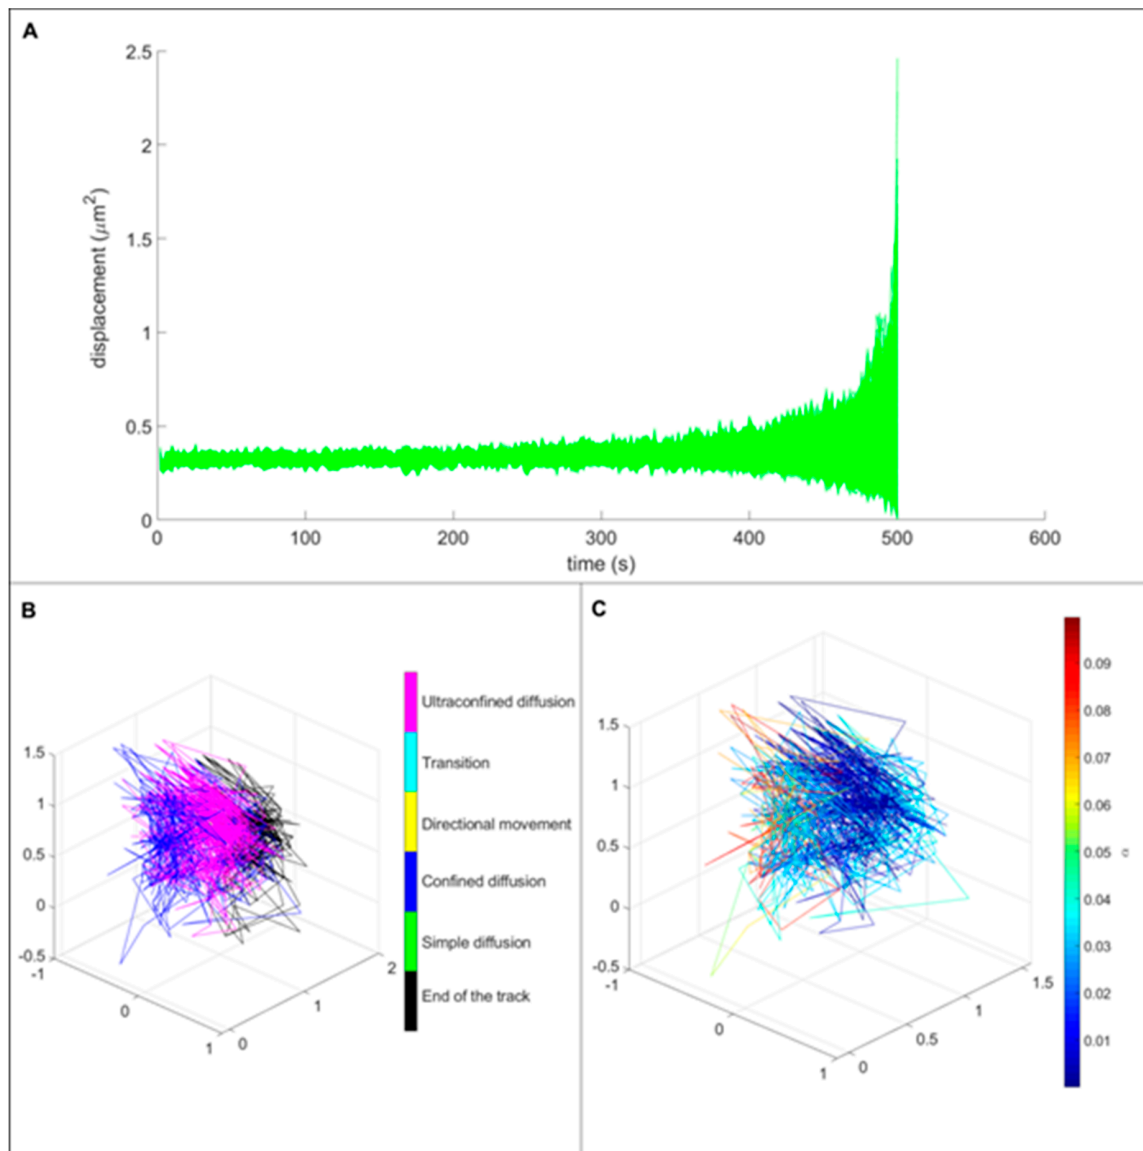 A
displacement (μm²)
2.5
2
1.5
1
0.5
0
0 100 200 300 400 500 600
time (s)
B
1.5
1
0.5
0
-0.5
-1
0
1
0
1
2
Ultraconfined diffusion
Transition
Directional movement
Confined diffusion
Simple diffusion
End of the track
C
1.5
1
0.5
0
-0.5
-1
0
1
0
0.5
1
1.5
0.09
0.08
0.07
0.06
0.05
0.04
0.03
0.02
0.01
α